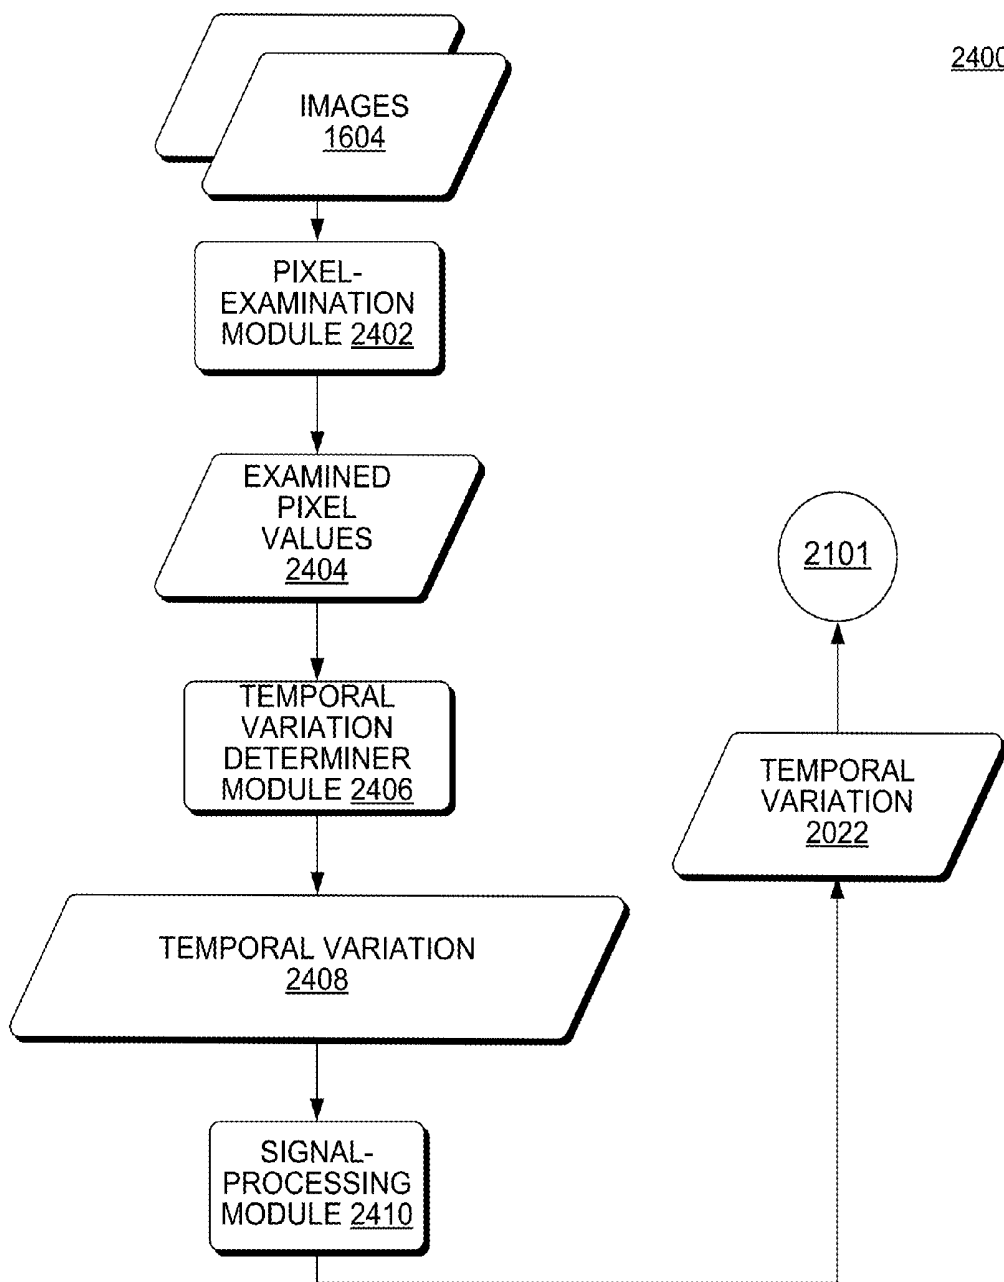 2400
IMAGES
1604
PIXEL-
EXAMINATION
MODULE 2402
EXAMINED
PIXEL
VALUES
2404
TEMPORAL
VARIATION
DETERMINER
MODULE 2406
TEMPORAL VARIATION
2408
SIGNAL-
PROCESSING
MODULE 2410
TEMPORAL
VARIATION
2022
2101